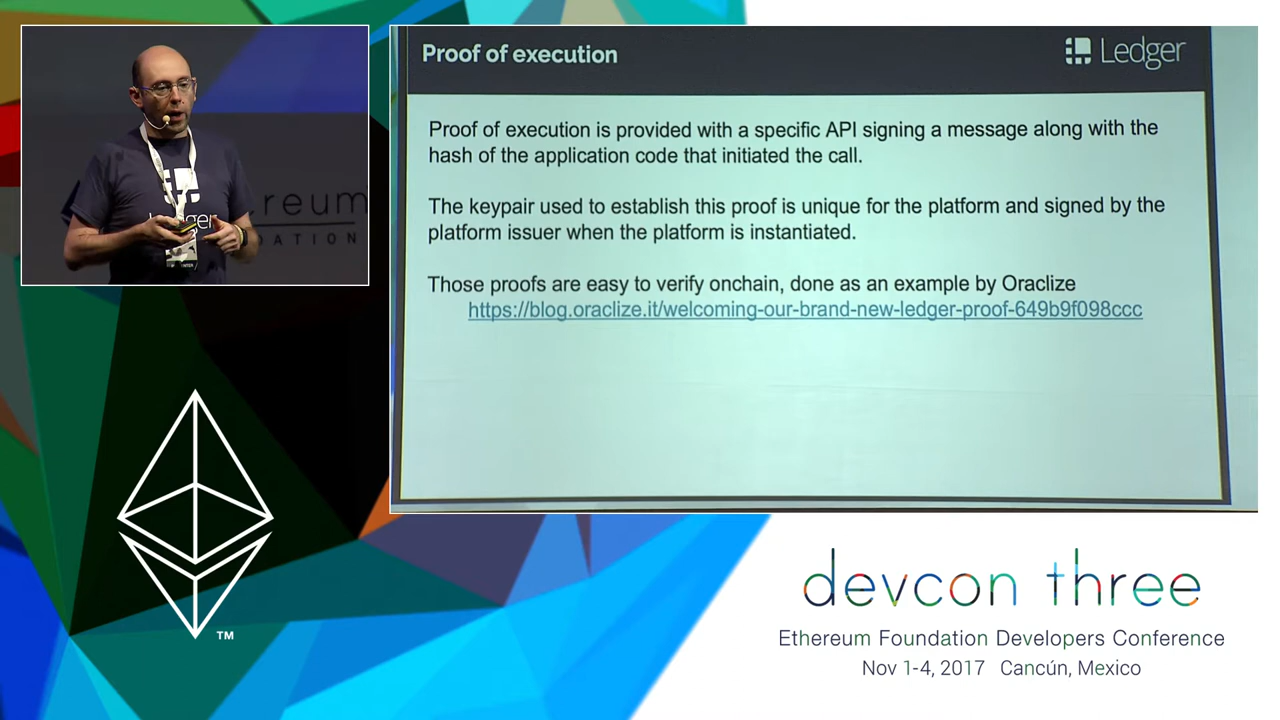 Proof of execution
Ledger
Proof of execution is provided with a specific API signing a message along with the
hash of the application code that initiated the call.
The keypair used to establish this proof is unique for the platform and signed by the
platform issuer when the platform is instantiated.
Those proofs are easy to verify onchain, done as an example by Oraclize
https://blog.oraclize.it/welcoming-our-brand-new-ledger-proof-649b9f098ccc
reum
DATION
TM
devcon three
Ethereum Foundation Developers Conference
Nov 1-4, 2017 Cancún, Mexico